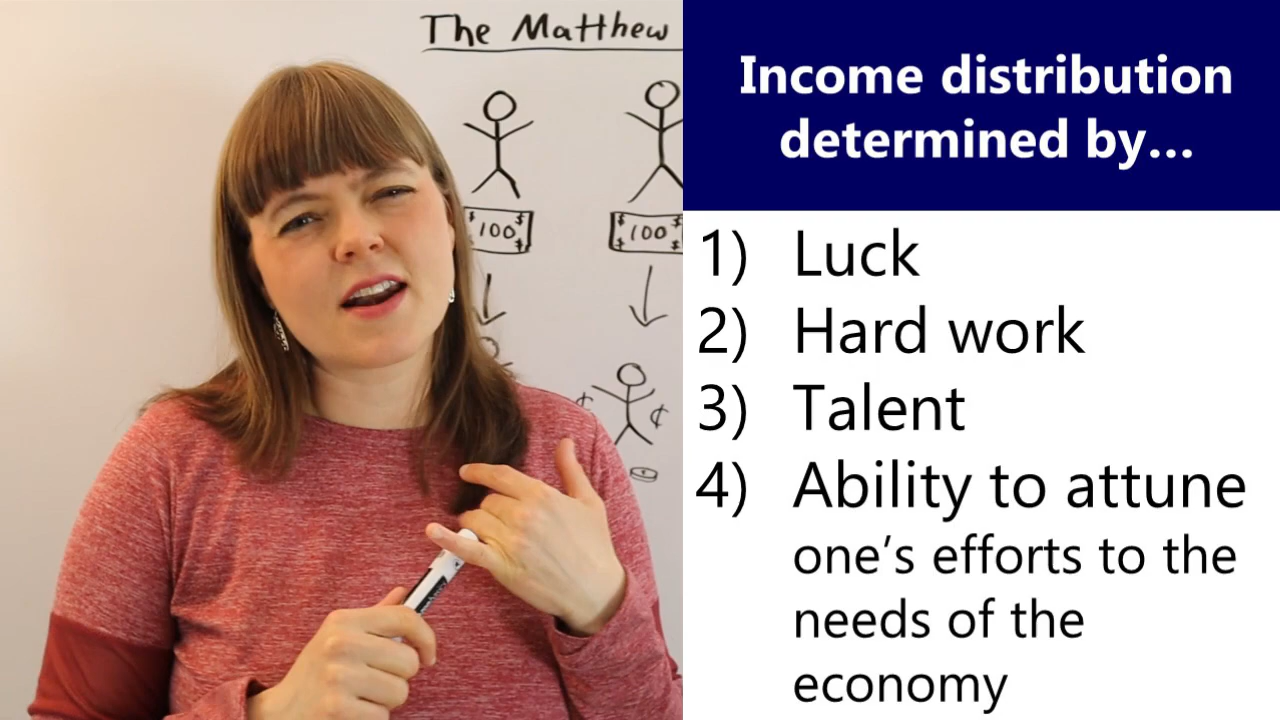 The Matthew
$ 100 $ $
$ $ 100 $
¢ ¢
Income distribution
determined by...
1) Luck
2) Hard work
3) Talent
4) Ability to attune
one's efforts to the
needs of the
economy